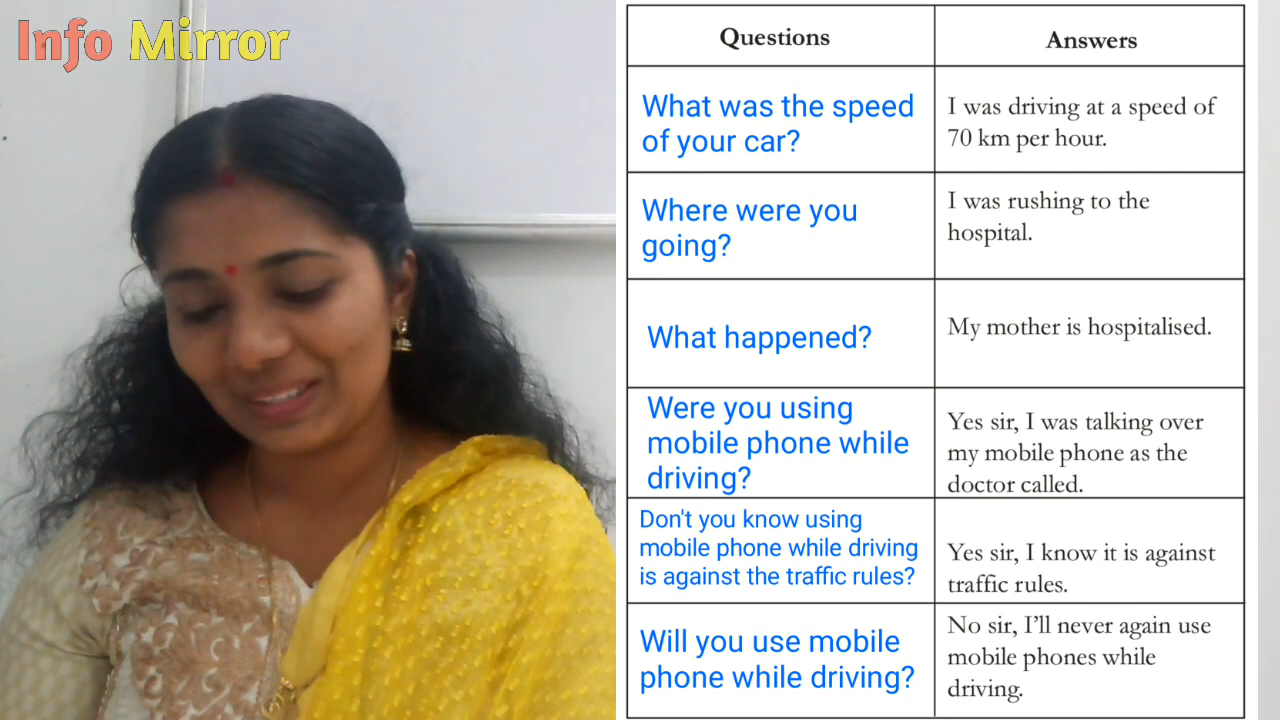 Info Mirror
Questions
Answers
What was the speed
of your car?
I was driving at a speed of
70 km per hour.
Where were you
going?
I was rushing to the
hospital.
What happened?
My mother is hospitalised.
Were you using
mobile phone while
driving?
Yes sir, I was talking over
my mobile phone as the
doctor called.
Don't you know using
mobile phone while driving
is against the traffic rules?
Yes sir, I know it is against
traffic rules.
Will you use mobile
phone while driving?
No sir, I’ll never again use
mobile phones while
driving.